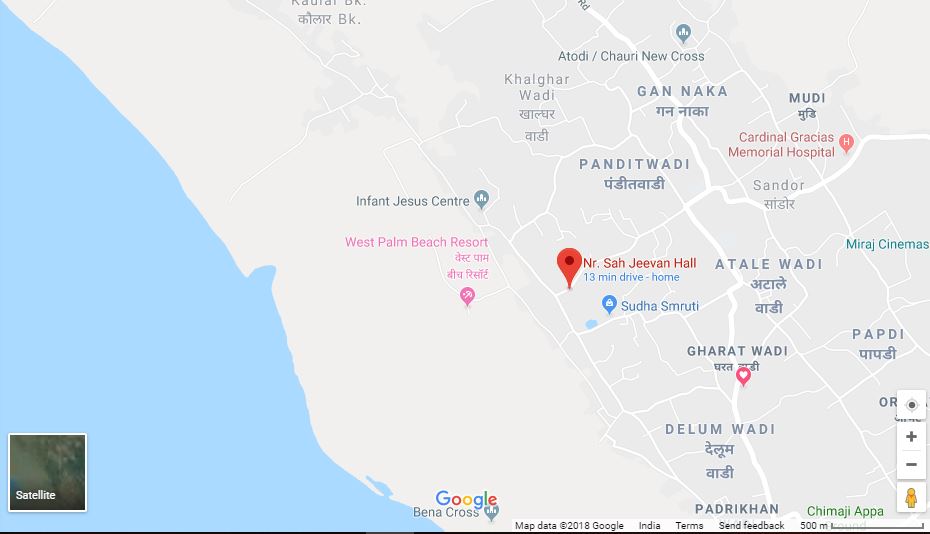 Kaular Bk.
कौलार Bk.
Rd
Atodi / Chauri New Cross
Khalghar
Wadi
खालघर
वाडी
GAN NAKA
गन नाका
MUDI
मुडि
Cardinal Gracias
Memorial Hospital
PANDITWADI
पंडीतवाडी
Sandor
सांडोर
Infant Jesus Centre
West Palm Beach Resort
वेस्ट पाम
बीच रिसॉर्ट
Miraj Cinemas
Nr. Sah Jeevan Hall
13 min drive - home
ATALE WADI
अटाले
वाडी
Sudha Smruti
PAPDI
पापडी
GHARAT WADI
घरत वाडी
DELUM WADI
देलूम
वाडी
Satellite
Google
Bena Cross
PADRIKHAN
Chimaji Appa
Map data ©2018 Google India Terms Send feedback 500 m